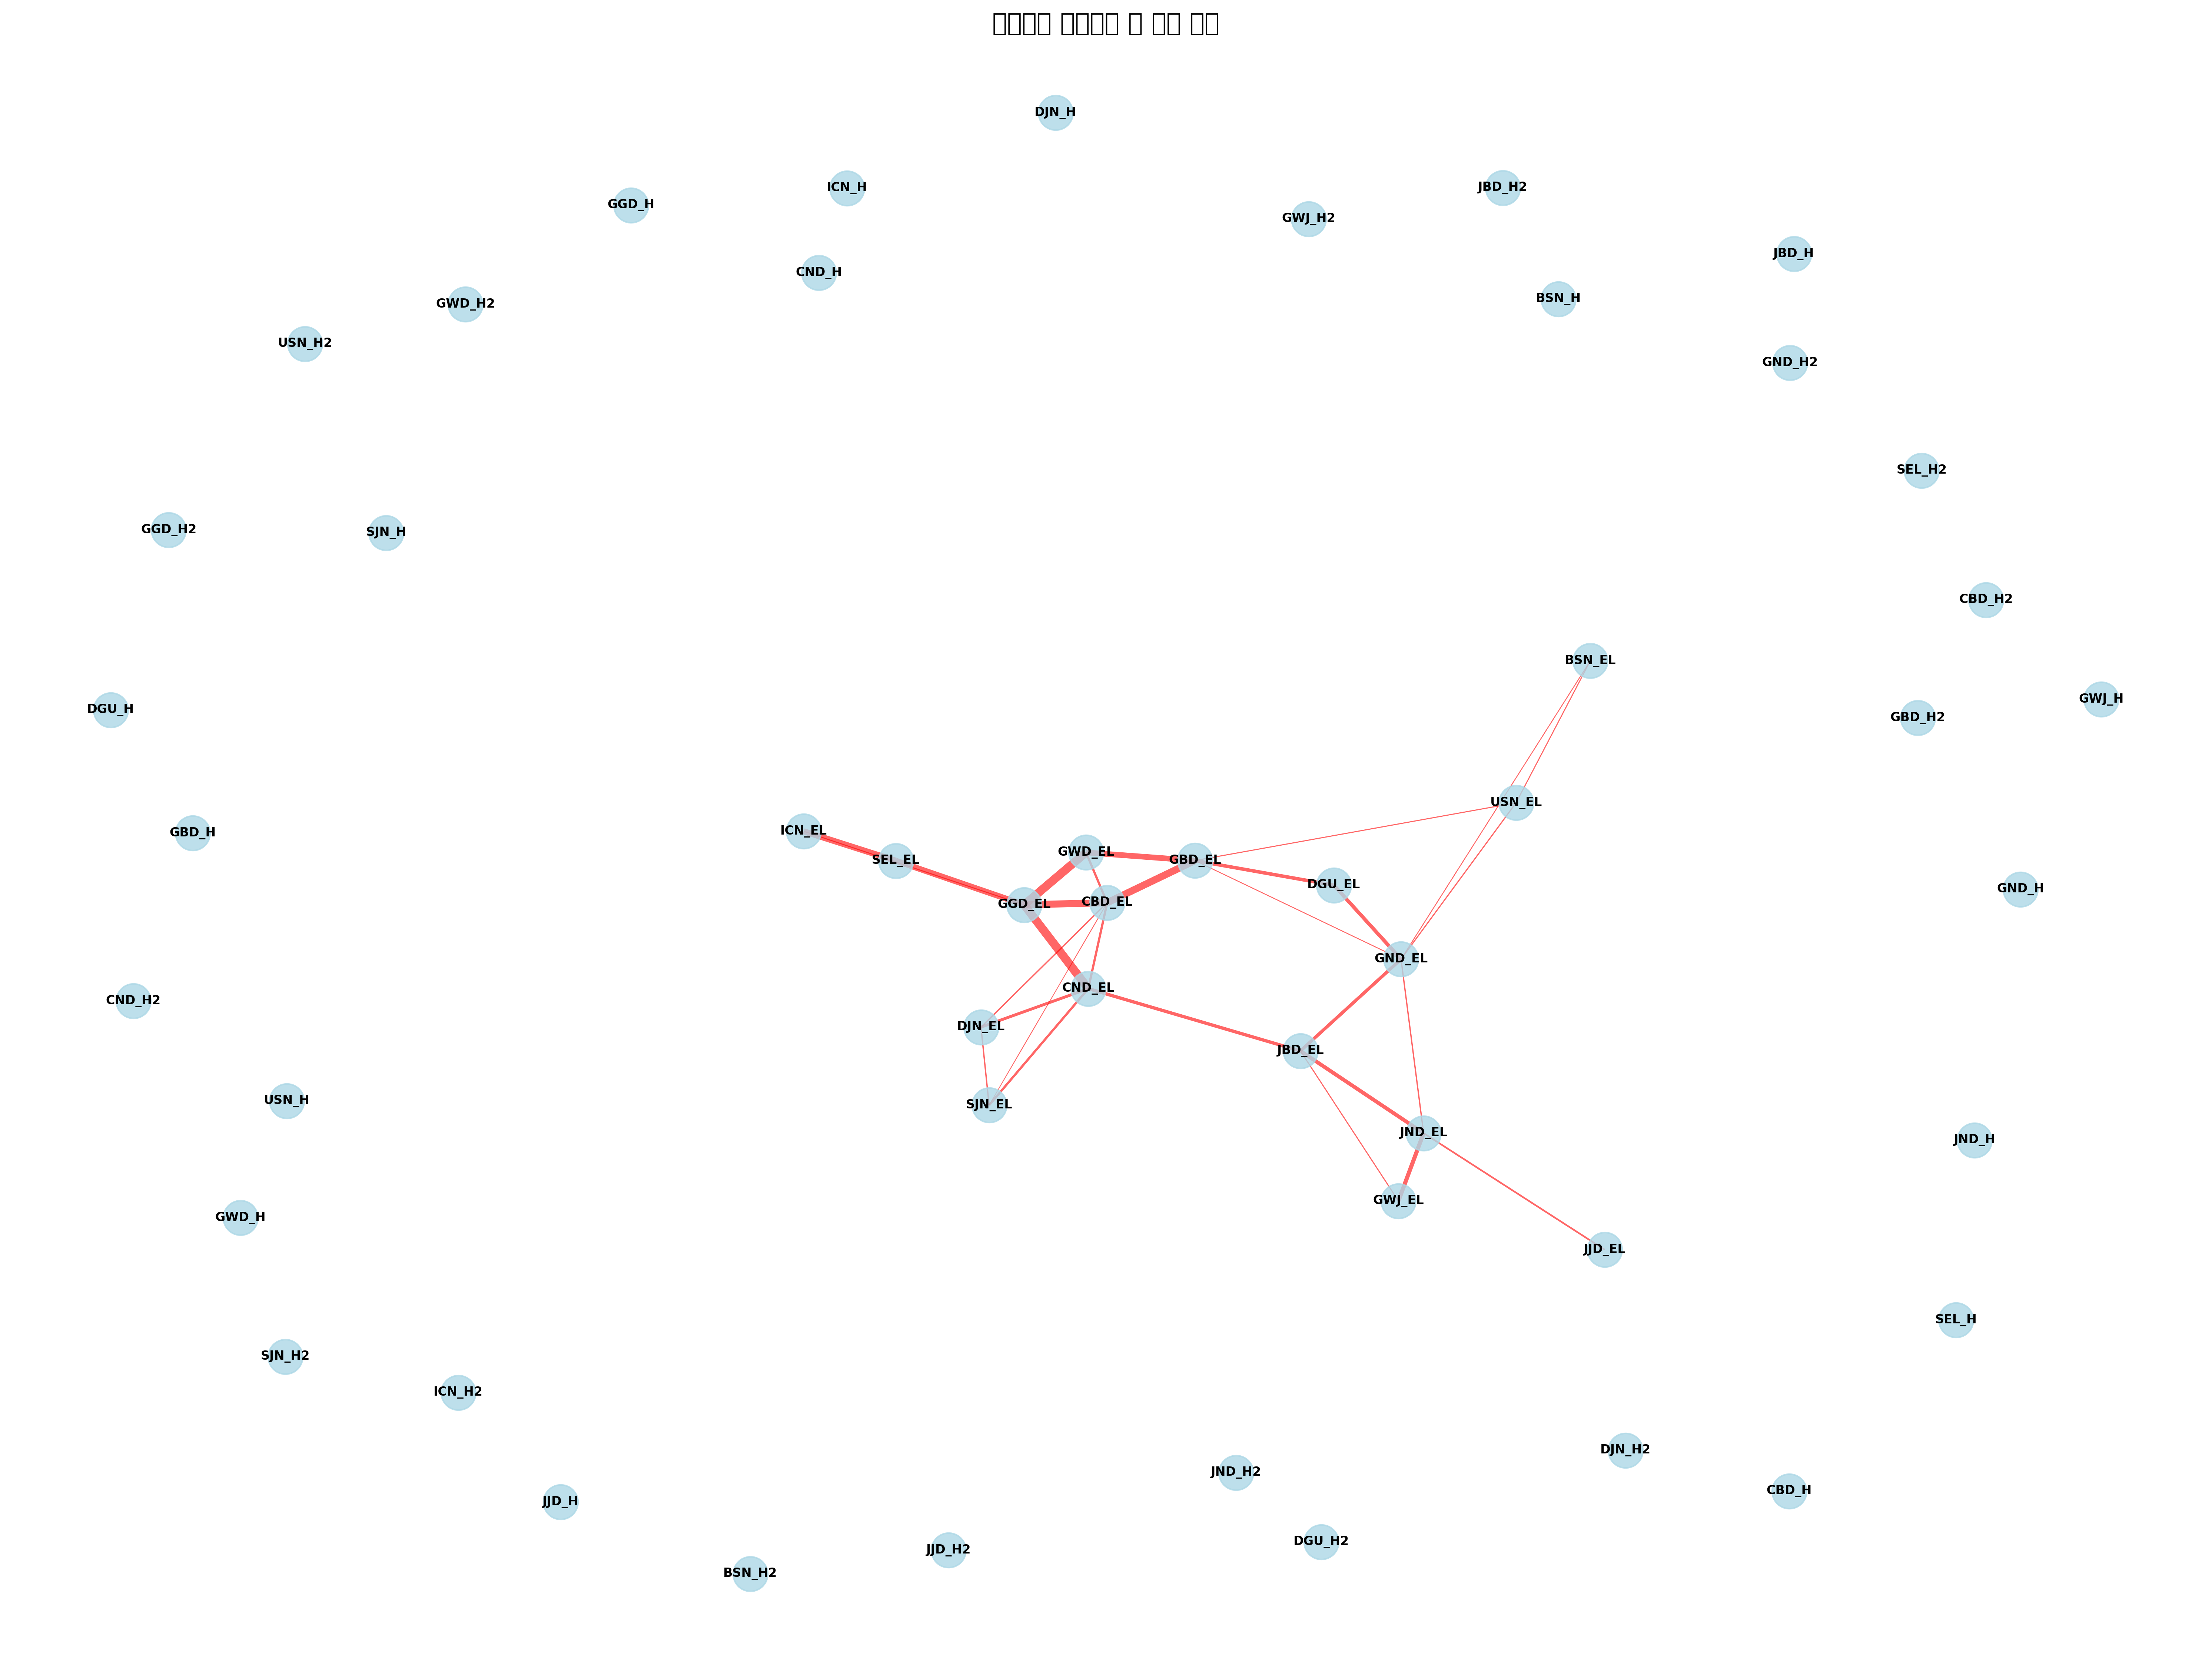 DJN_H
ICN_H
JBD_H2
GGD_H
GWJ_H2
JBD_H
CND_H
BSN_H
GWD_H2
USN_H2
GND_H2
SEL_H2
GGD_H2
SJN_H
CBD_H2
BSN_EL
GWJ_H
DGU_H
GBD_H2
USN_EL
ICN_EL
GBD_H
GWD_EL
SEL_EL
GBD_EL
DGU_EL
GND_H
CBD_EL
GGD_EL
GND_EL
CND_EL
CND_H2
DJN_EL
JBD_EL
USN_H
SJN_EL
JND_EL
JND_H
GWJ_EL
GWD_H
JJD_EL
SEL_H
SJN_H2
ICN_H2
DJN_H2
JND_H2
CBD_H
JJD_H
DGU_H2
JJD_H2
BSN_H2